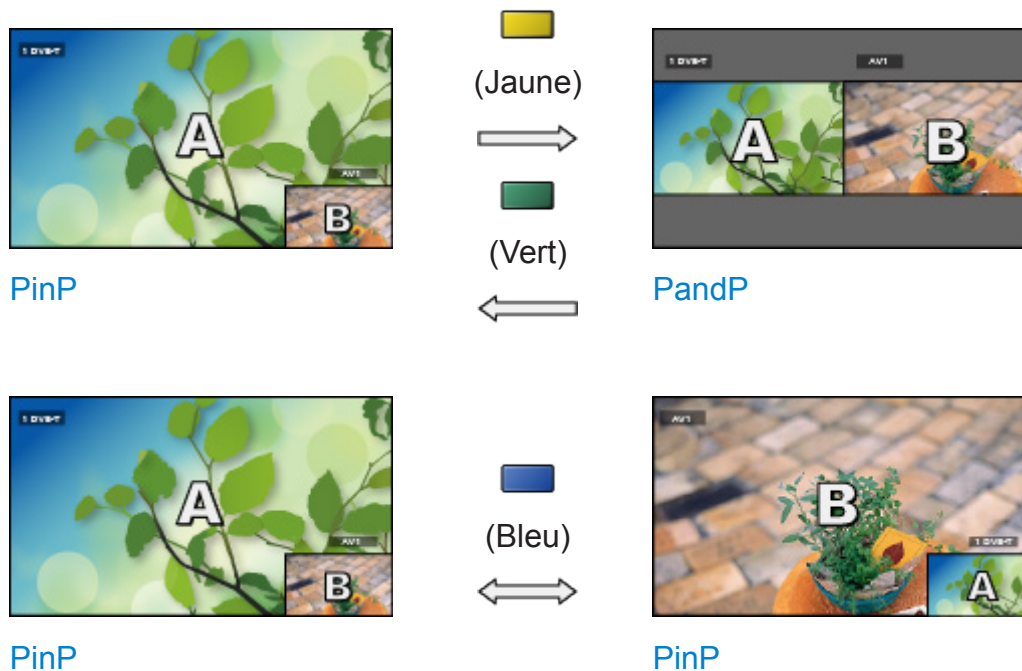 1 DVB-T
A
AV1
B
PinP
(Jaune)
(Vert)
1 DVB-T
AV1
A
B
PandP
1 DVB-T
A
AV1
B
PinP
(Bleu)
AV1
B
1 DVB-T
A
PinP